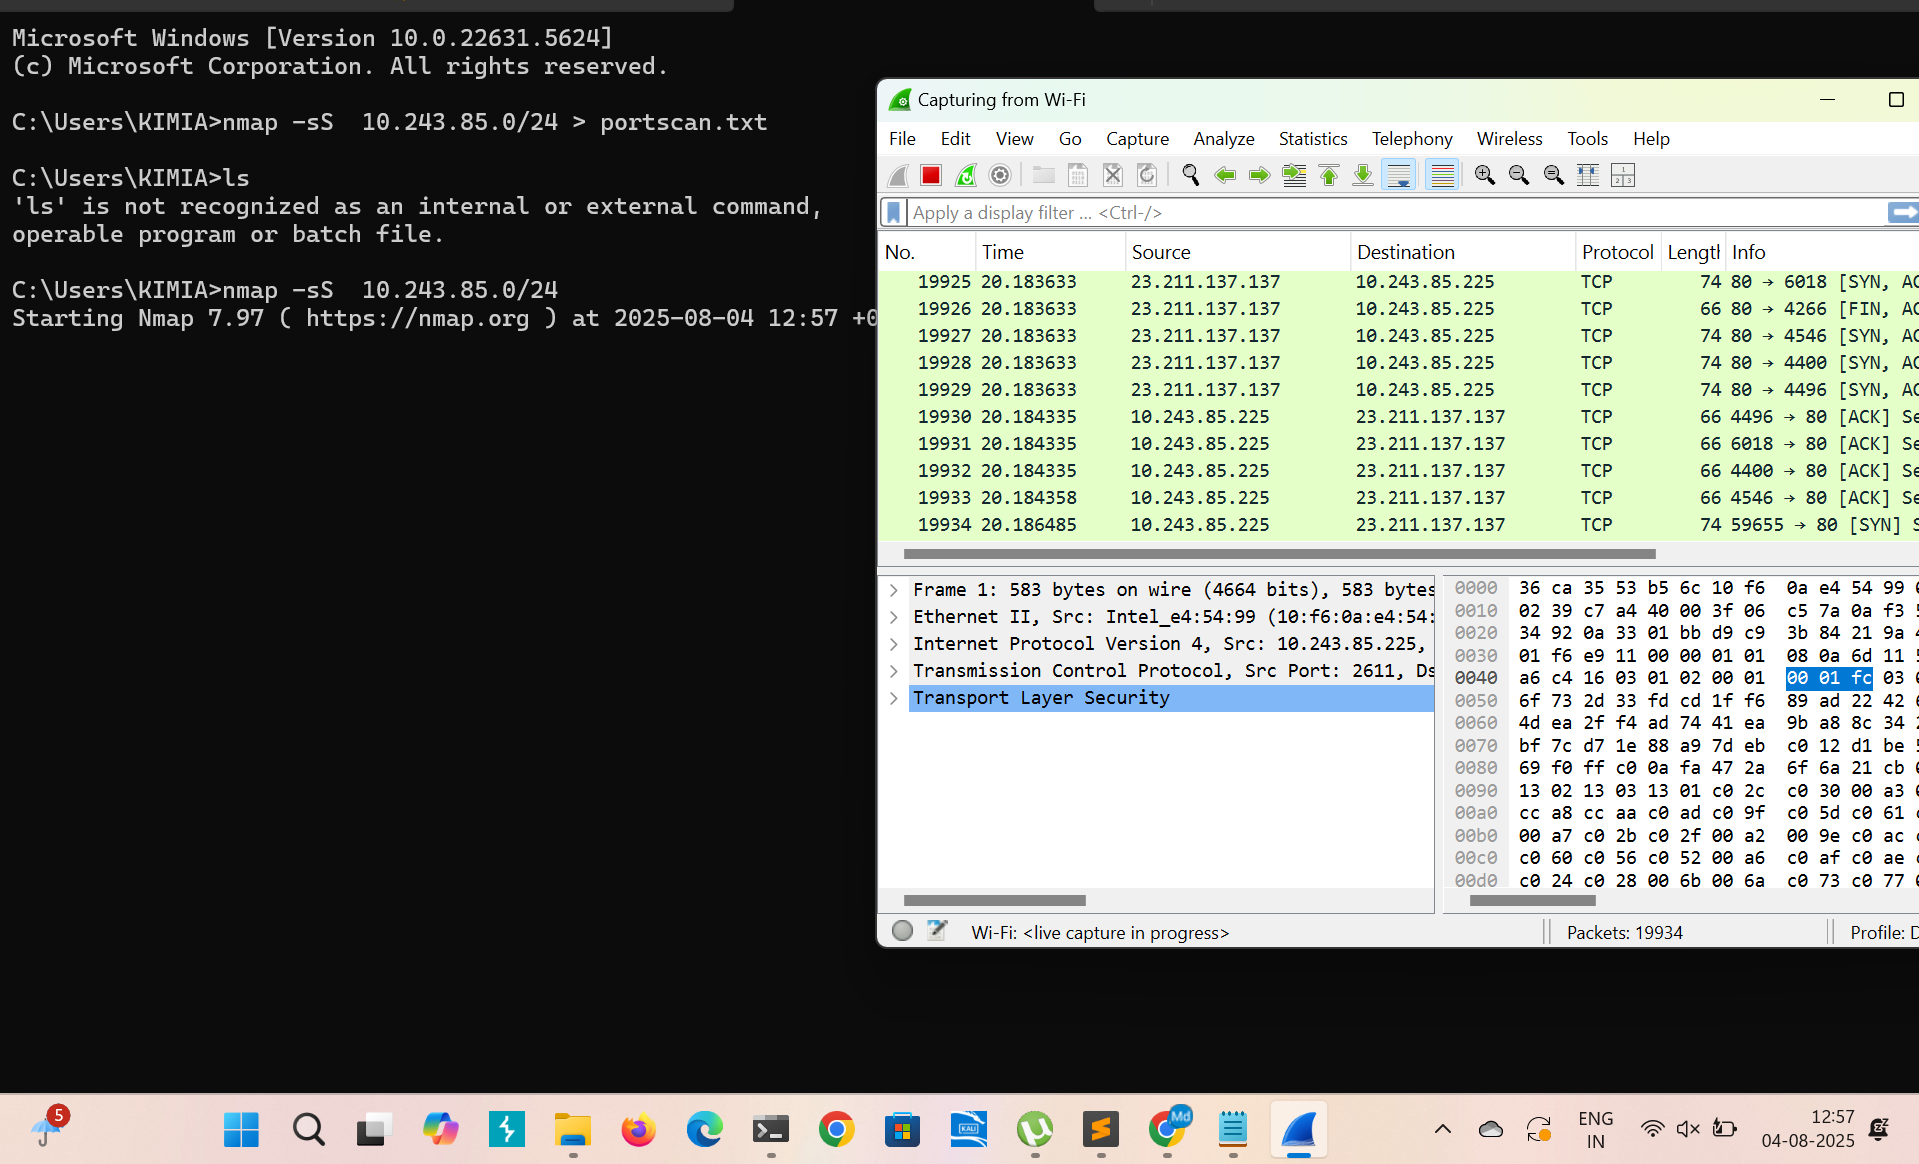 Microsoft Windows [Version 10.0.22631.5624]
(c) Microsoft Corporation. All rights reserved.
C:\Users\KIMIA>nmap -sS  10.243.85.0/24 > portscan.txt
C:\Users\KIMIA>ls
'ls' is not recognized as an internal or external command,
operable program or batch file.
C:\Users\KIMIA>nmap -sS  10.243.85.0/24
Starting Nmap 7.97 ( https://nmap.org ) at 2025-08-04 12:57 +0
Capturing from Wi-Fi
File Edit View Go Capture Analyze Statistics Telephony Wireless Tools Help
Apply a display filter ... <Ctrl-/>
No. Time Source Destination Protocol Length Info
19925 20.183633 23.211.137.137 10.243.85.225 TCP 74 80 → 6018 [SYN, AC
19926 20.183633 23.211.137.137 10.243.85.225 TCP 66 80 → 4266 [FIN, AC
19927 20.183633 23.211.137.137 10.243.85.225 TCP 74 80 → 4546 [SYN, AC
19928 20.183633 23.211.137.137 10.243.85.225 TCP 74 80 → 4400 [SYN, AC
19929 20.183633 23.211.137.137 10.243.85.225 TCP 74 80 → 4496 [SYN, AC
19930 20.184335 10.243.85.225 23.211.137.137 TCP 66 4496 → 80 [ACK] Se
19931 20.184335 10.243.85.225 23.211.137.137 TCP 66 6018 → 80 [ACK] Se
19932 20.184335 10.243.85.225 23.211.137.137 TCP 66 4400 → 80 [ACK] Se
19933 20.184358 10.243.85.225 23.211.137.137 TCP 66 4546 → 80 [ACK] Se
19934 20.186485 10.243.85.225 23.211.137.137 TCP 74 59655 → 80 [SYN] S
Frame 1: 583 bytes on wire (4664 bits), 583 bytes
Ethernet II, Src: Intel_e4:54:99 (10:f6:0a:e4:54:
Internet Protocol Version 4, Src: 10.243.85.225,
Transmission Control Protocol, Src Port: 2611, Ds
Transport Layer Security
0000 36 ca 35 53 b5 6c 10 f6 0a e4 54 99
0010 02 39 c7 a4 40 00 3f 06 c5 7a 0a f3
0020 34 92 0a 33 01 bb d9 c9 3b 84 21 9a
0030 01 f6 e9 11 00 00 01 01 08 0a 6d 11
0040 a6 c4 16 03 01 02 00 01 00 01 fc 03
0050 6f 73 2d 33 fd cd 1f f6 89 ad 22 42
0060 4d ea 2f f4 ad 74 41 ea 9b a8 8c 34
0070 bf 7c d7 1e 88 a9 7d eb c0 12 d1 be
0080 69 f0 ff c0 0a fa 47 2a 6f 6a 21 cb
0090 13 02 13 03 13 01 c0 2c c0 30 00 a3
00a0 cc a8 cc aa c0 ad c0 9f c0 5d c0 61
00b0 00 a7 c0 2b c0 2f 00 a2 00 9e c0 ac
00c0 c0 60 c0 56 c0 52 00 a6 c0 af c0 ae
00d0 c0 24 c0 28 00 6b 00 6a c0 73 c0 77
Wi-Fi: <live capture in progress>
Packets: 19934
Profile: D
5
KALI
Md
ENG
IN
12:57
04-08-2025